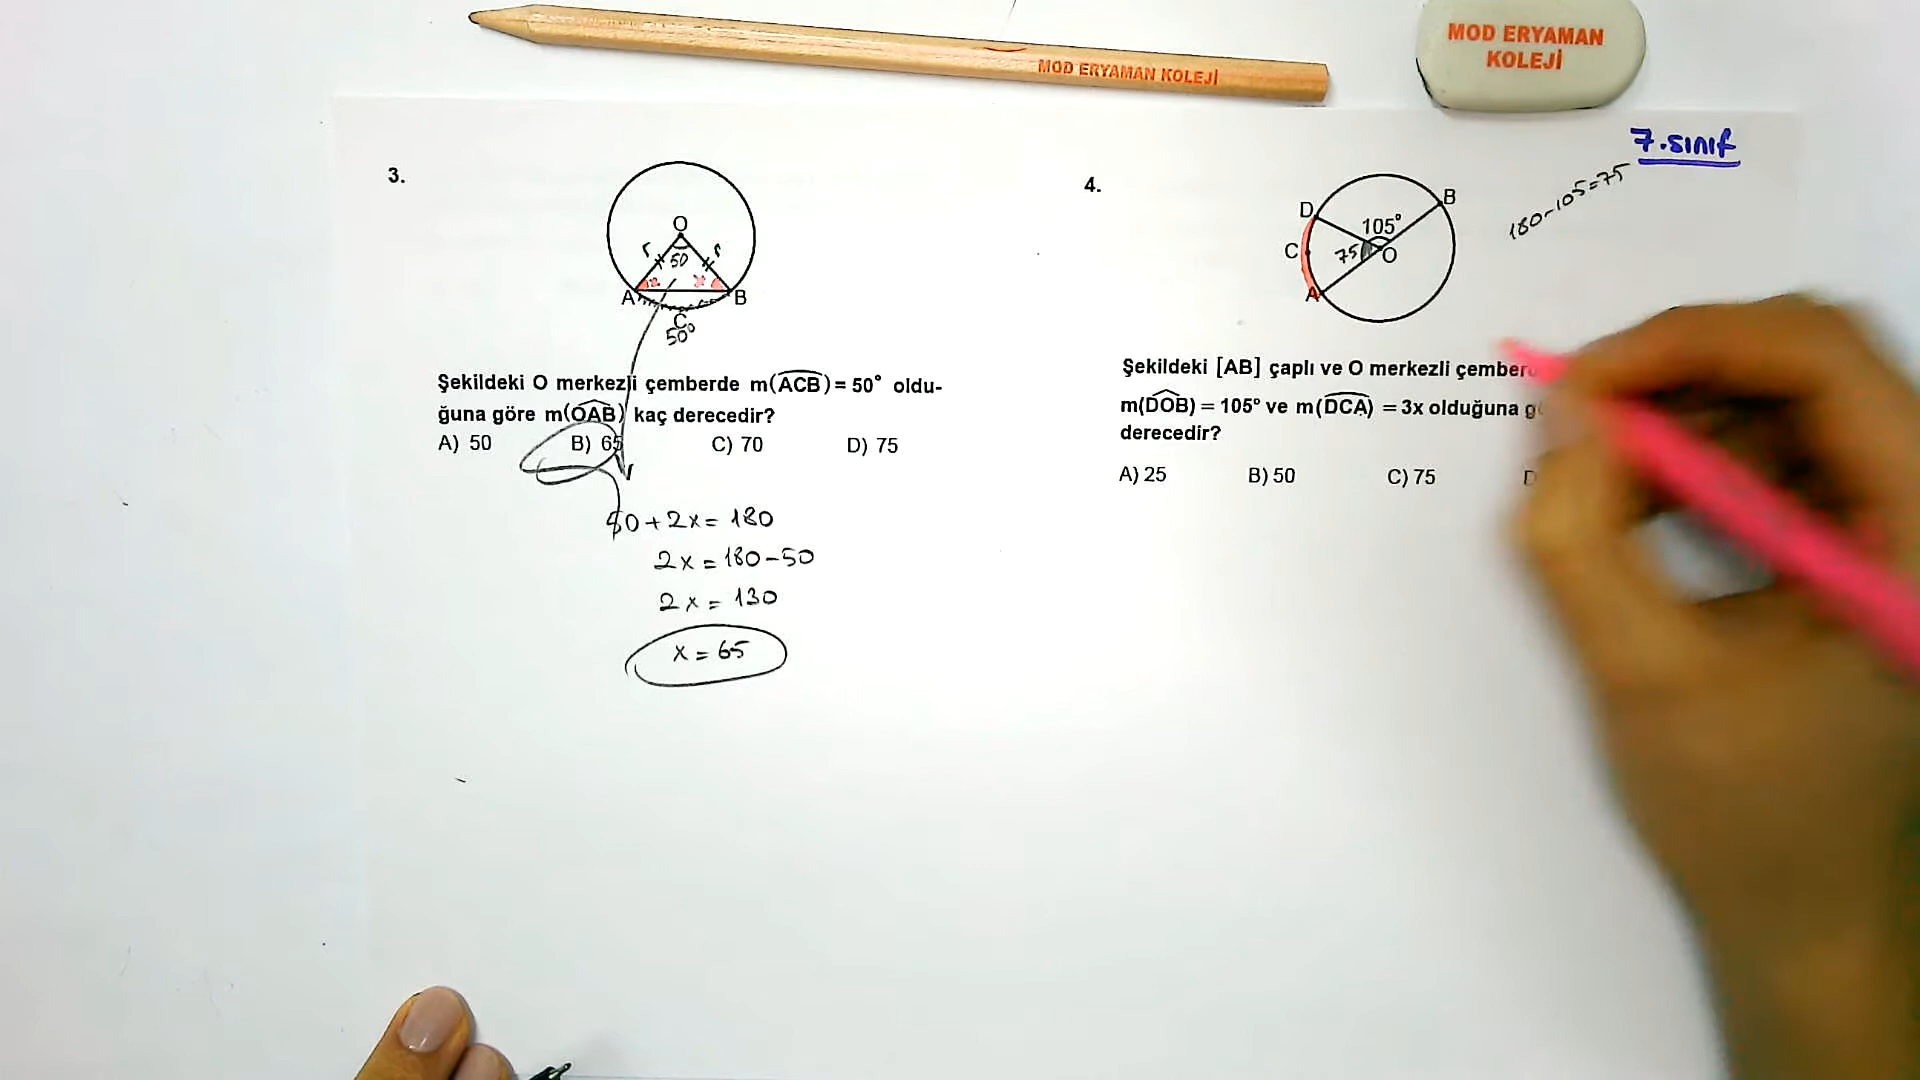 MOD ERYAMAN KOLEJİ
MOD ERYAMAN
KOLEJİ
7.sınıf
3.
O
r
r
50
x
x
A
B
C
50°
Şekildeki O merkezli çemberde m(ACB) = 50° oldu-
ğuna göre m(OAB) kaç derecedir?
A) 50 B) 65 C) 70 D) 75
50+2x= 180
2x = 180-50
2x = 130
x = 65
4.
180-105=75
D
B
105°
C
75
O
A
Şekildeki [AB] çaplı ve O merkezli
m(DOB) = 105° ve m(DCA) = 3x olduğuna
derecedir?
A) 25 B) 50 C) 75